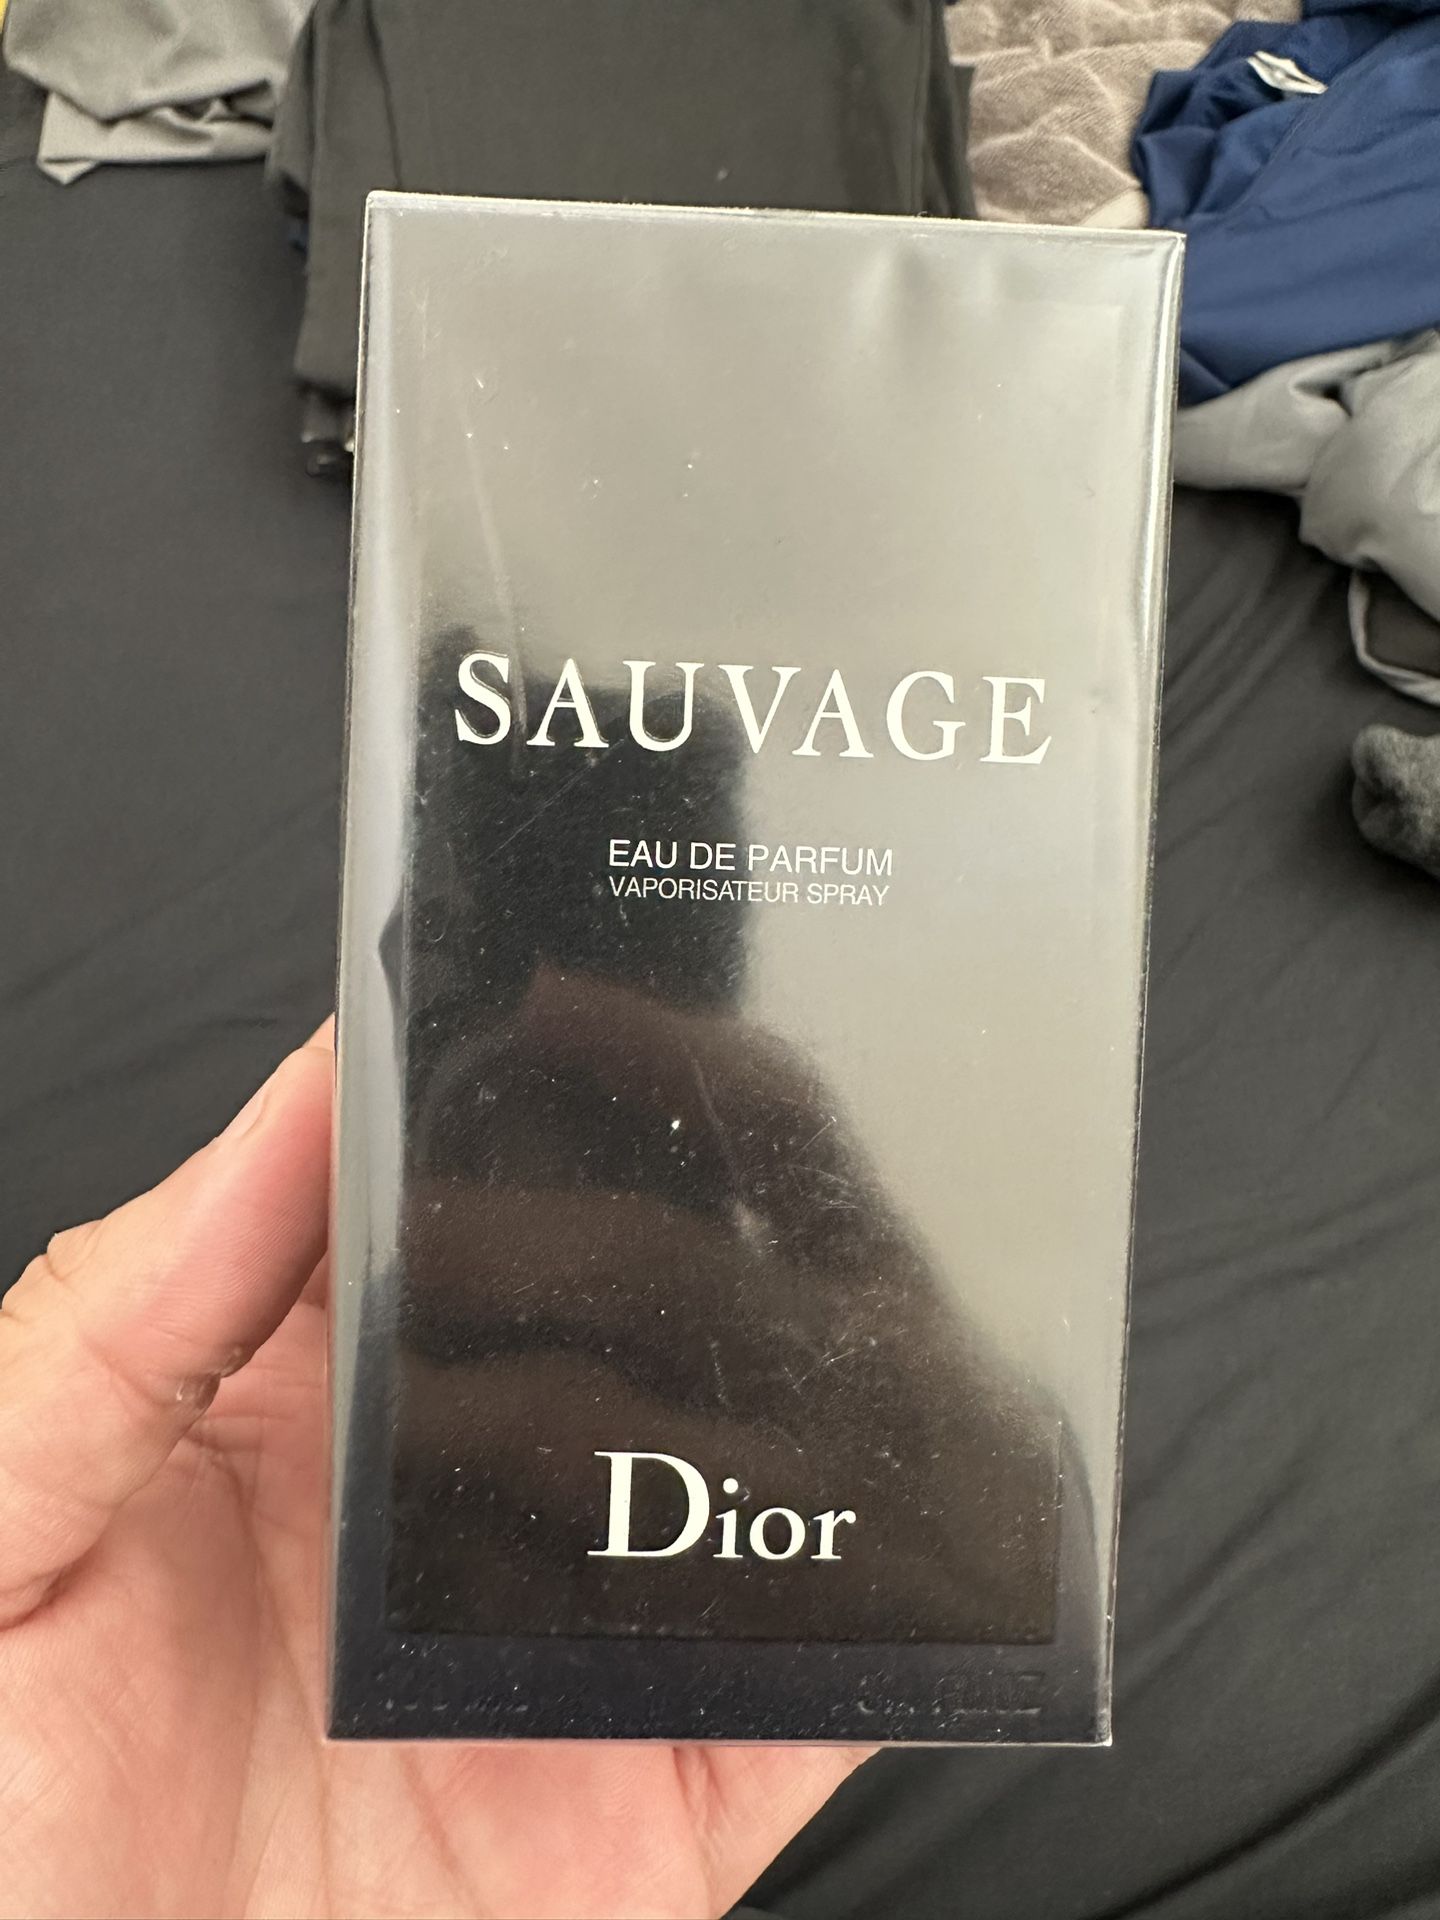 SAUVAGE
EAU DE PARFUM
VAPORISATEUR SPRAY
Dior